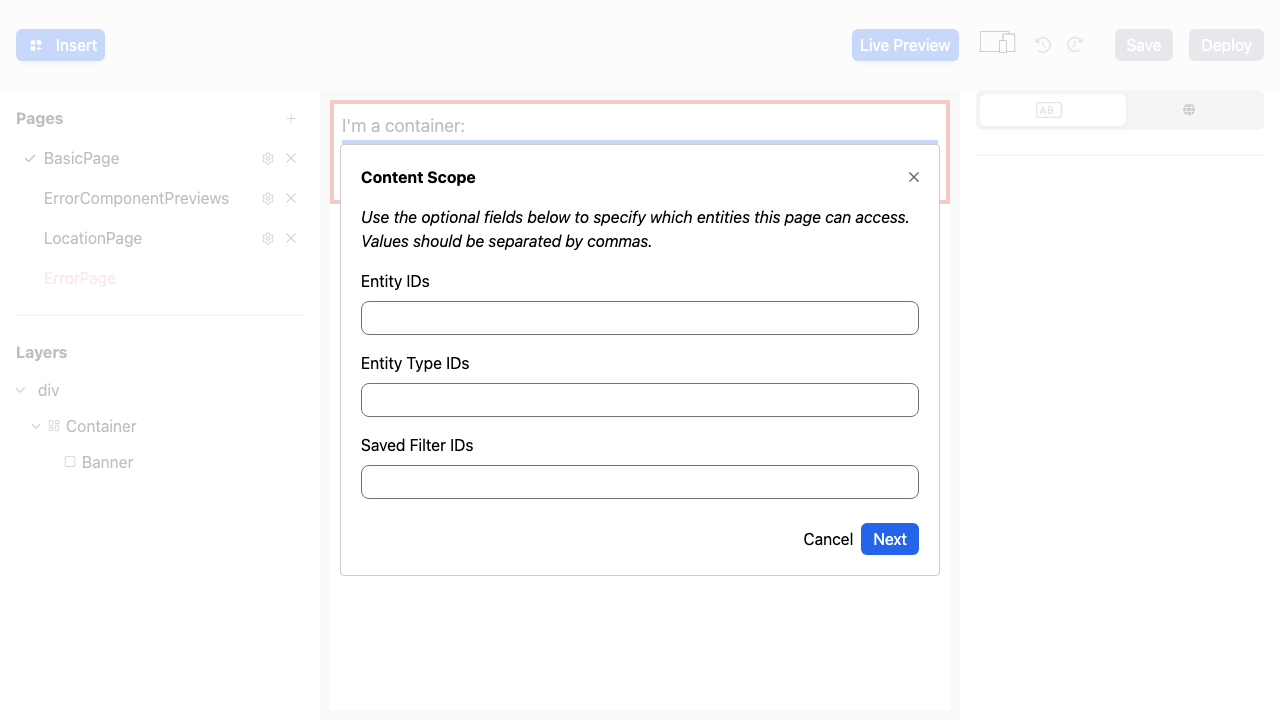 Insert
Live Preview
Save
Deploy
Pages
BasicPage
ErrorComponentPreviews
LocationPage
ErrorPage
Layers
div
Container
Banner
I'm a container:
Content Scope
Use the optional fields below to specify which entities this page can access.
Values should be separated by commas.
Entity IDs
Entity Type IDs
Saved Filter IDs
Cancel
Next
AB